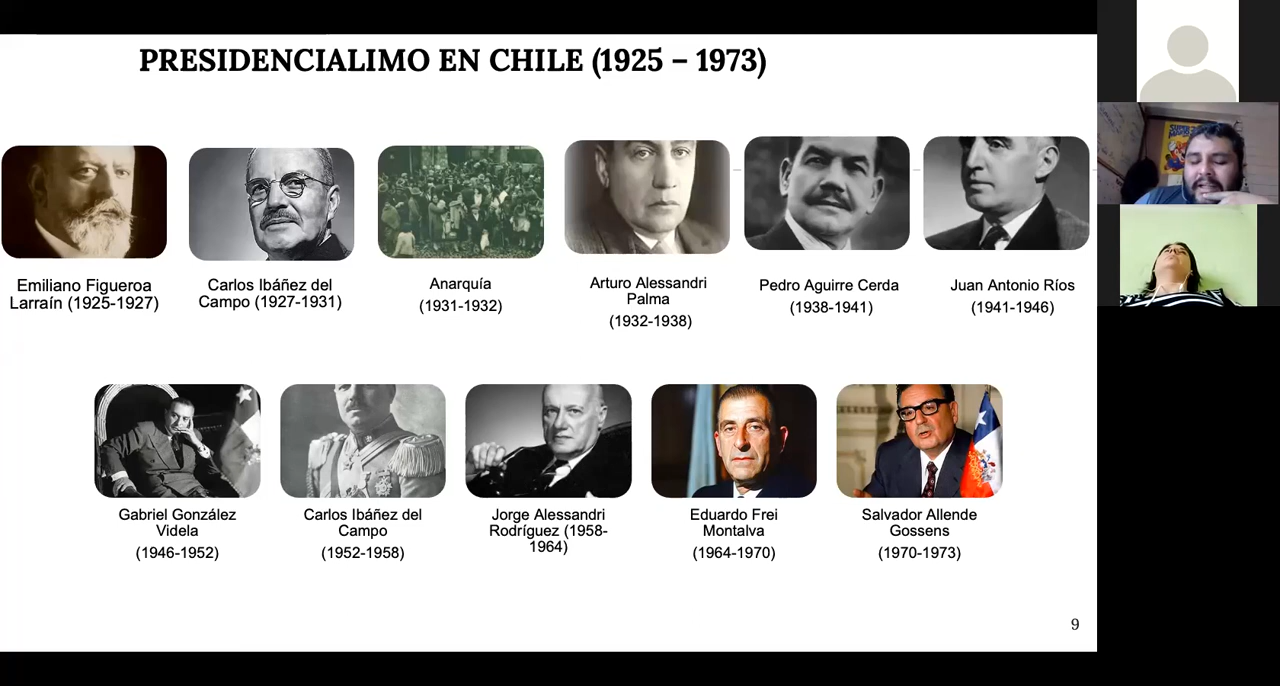 PRESIDENCIALIMO EN CHILE (1925 – 1973)
Emiliano Figueroa
Larraín (1925-1927)
Carlos Ibáñez del
Campo (1927-1931)
Anarquía
(1931-1932)
Arturo Alessandri
Palma
(1932-1938)
Pedro Aguirre Cerda
(1938-1941)
Juan Antonio Ríos
(1941-1946)
Gabriel González
Videla
(1946-1952)
Carlos Ibáñez del
Campo
(1952-1958)
Jorge Alessandri
Rodríguez (1958-
1964)
Eduardo Frei
Montalva
(1964-1970)
Salvador Allende
Gossens
(1970-1973)
9